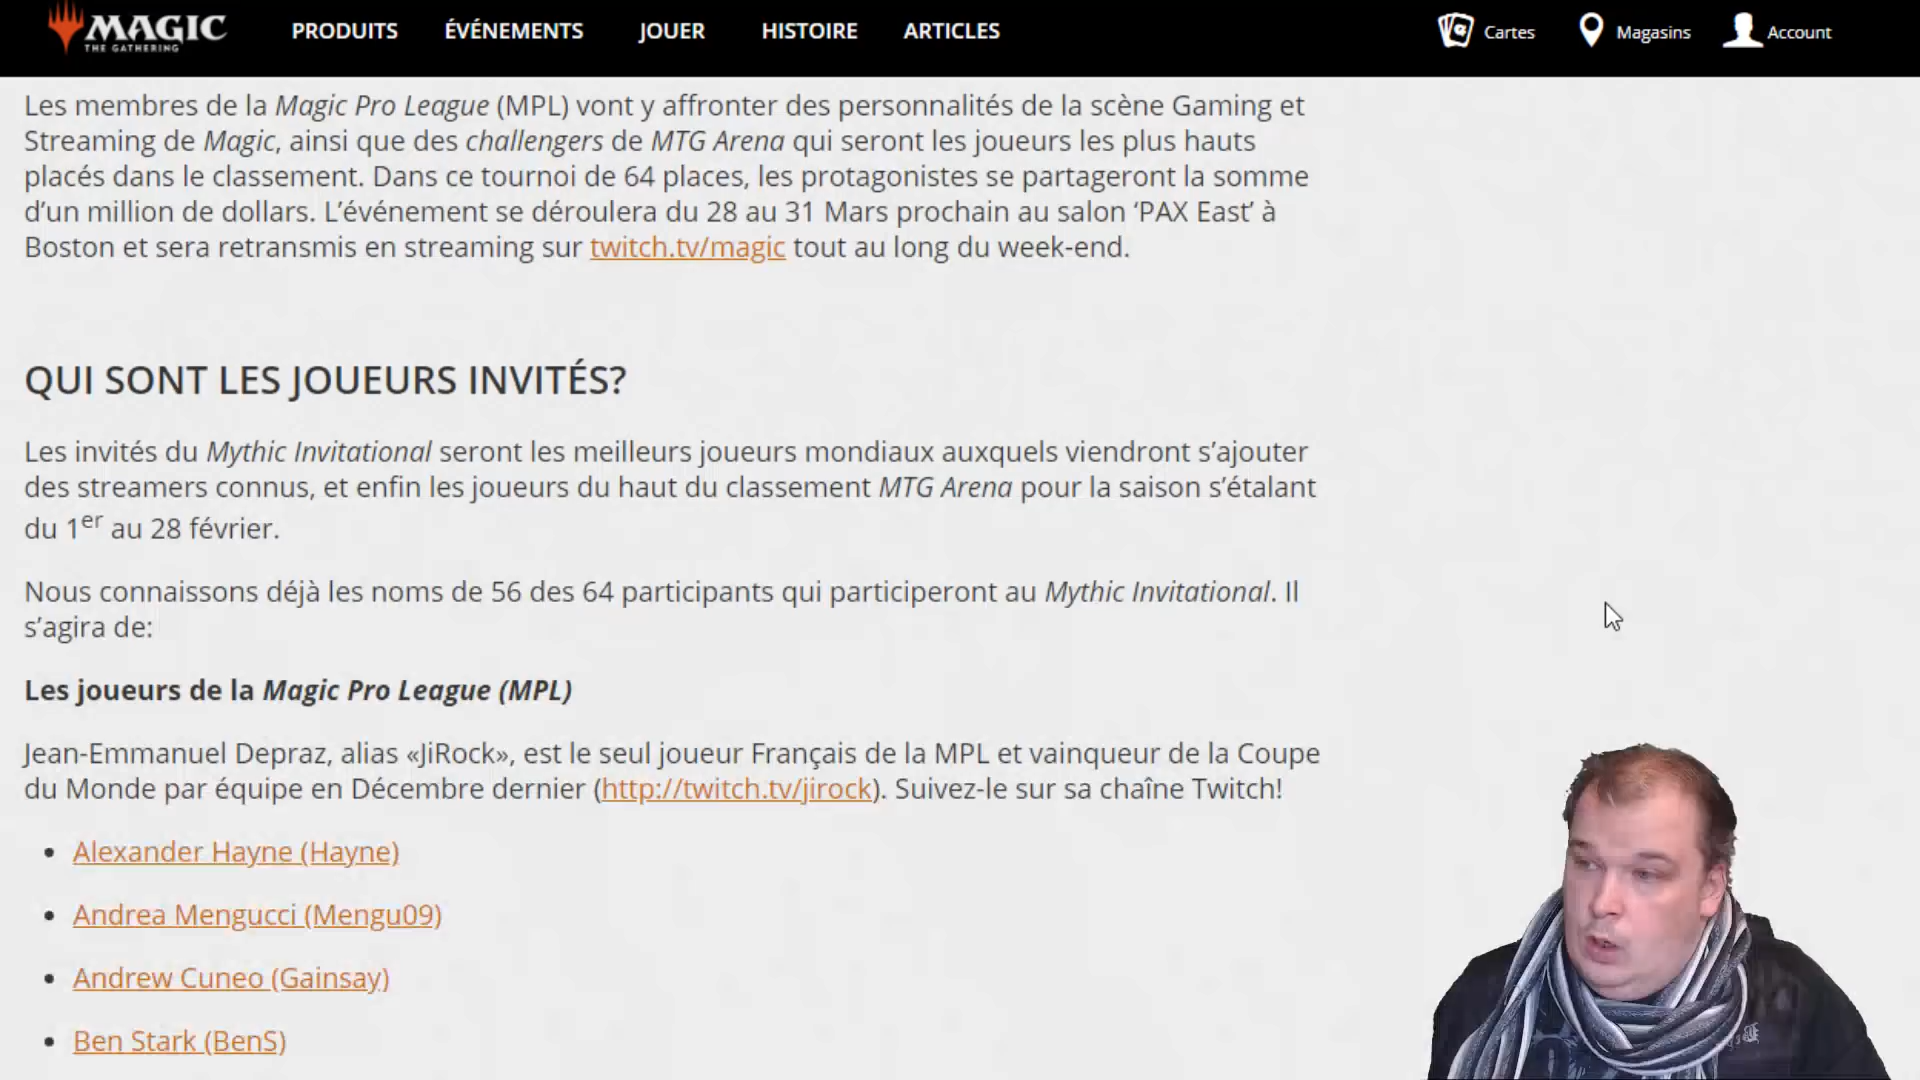 MAGIC
THE GATHERING
PRODUITS
ÉVÉNEMENTS
JOUER
HISTOIRE
ARTICLES
Cartes
Magasins
Account
Les membres de la Magic Pro League (MPL) vont y affronter des personnalités de la scène Gaming et
Streaming de Magic, ainsi que des challengers de MTG Arena qui seront les joueurs les plus hauts
placés dans le classement. Dans ce tournoi de 64 places, les protagonistes se partageront la somme
d’un million de dollars. L’événement se déroulera du 28 au 31 Mars prochain au salon ‘PAX East’ à
Boston et sera retransmis en streaming sur twitch.tv/magic tout au long du week-end.
QUI SONT LES JOUEURS INVITÉS?
Les invités du Mythic Invitational seront les meilleurs joueurs mondiaux auxquels viendront s’ajouter
des streamers connus, et enfin les joueurs du haut du classement MTG Arena pour la saison s’étalant
du 1er au 28 février.
Nous connaissons déjà les noms de 56 des 64 participants qui participeront au Mythic Invitational. Il
s’agira de:
Les joueurs de la Magic Pro League (MPL)
Jean-Emmanuel Depraz, alias «JiRock», est le seul joueur Français de la MPL et vainqueur de la Coupe
du Monde par équipe en Décembre dernier (http://twitch.tv/jirock). Suivez-le sur sa chaîne Twitch!
• Alexander Hayne (Hayne)
• Andrea Mengucci (Mengu09)
• Andrew Cuneo (Gainsay)
• Ben Stark (BenS)